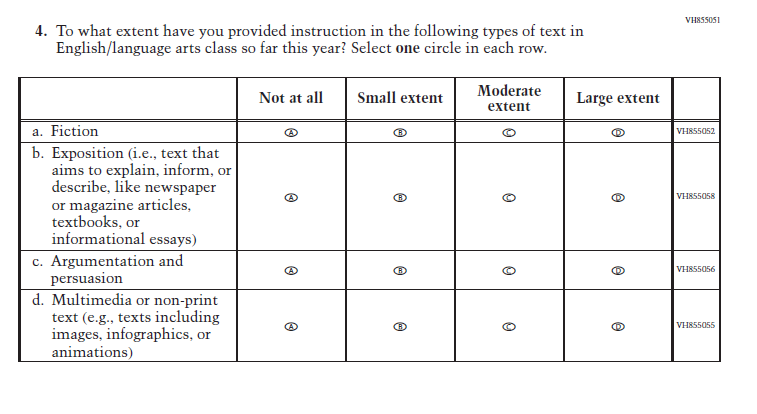 VH855051
4. To what extent have you provided instruction in the following types of text in
English/language arts class so far this year? Select one circle in each row.
Not at all Small extent Moderate extent Large extent
a. Fiction A B C D VH855052
b. Exposition (i.e., text that
aims to explain, inform, or
describe, like newspaper
or magazine articles,
textbooks, or
informational essays) A B C D VH855058
c. Argumentation and
persuasion A B C D VH855056
d. Multimedia or non-print
text (e.g., texts including
images, infographics, or
animations) A B C D VH855055